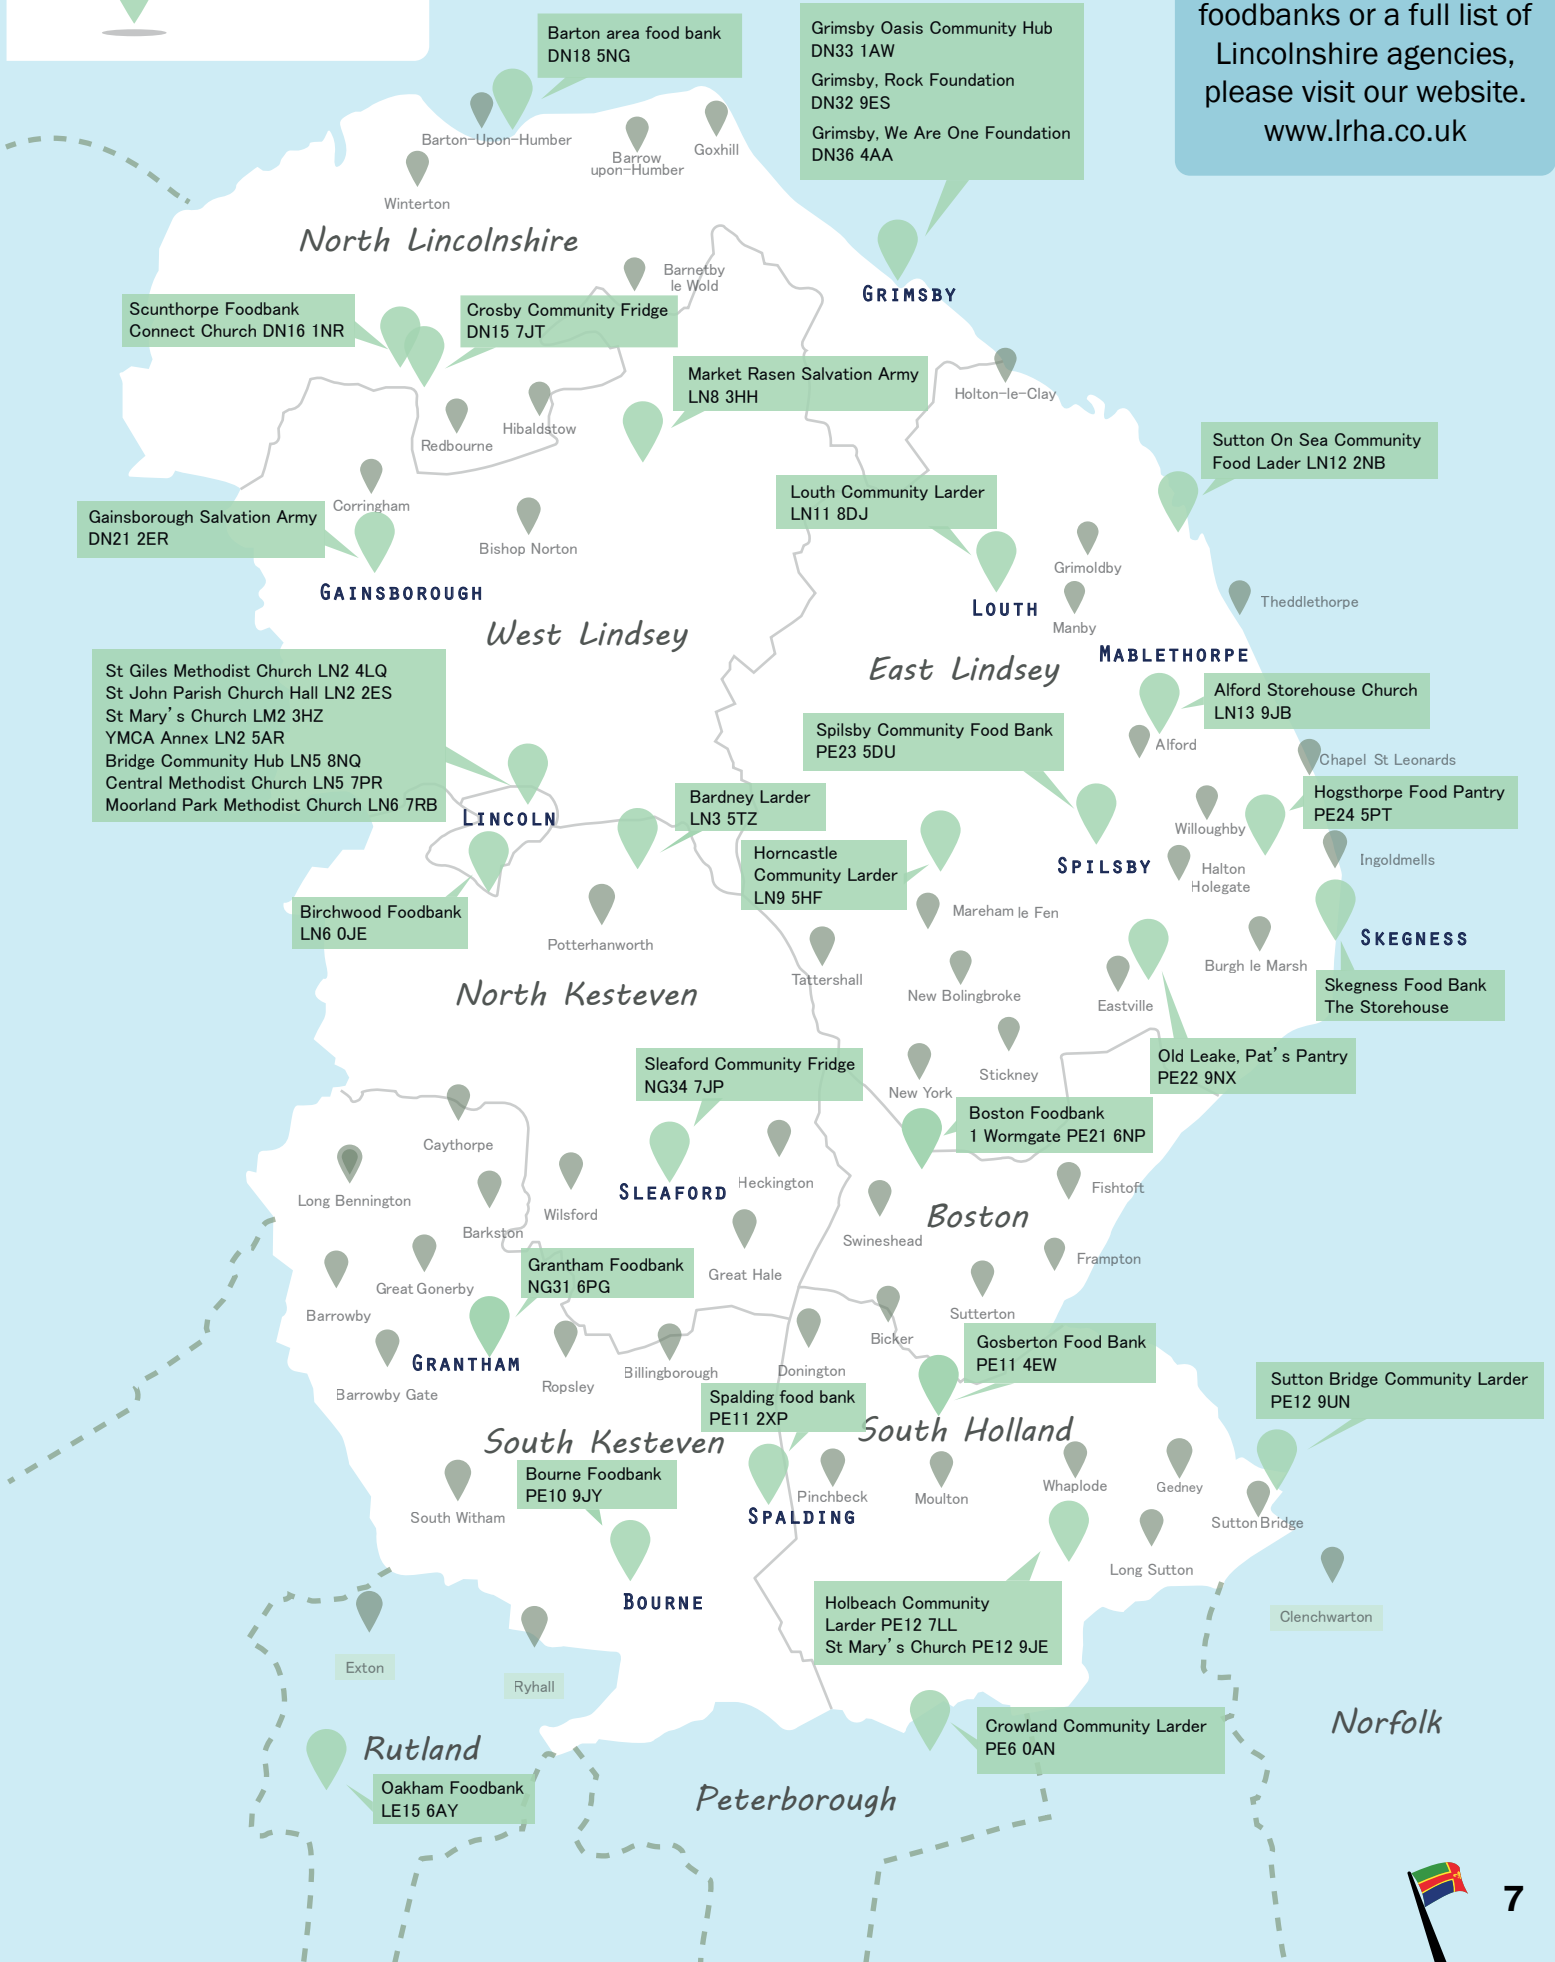 foodbanks or a full list of
Lincolnshire agencies,
please visit our website.
www.lrha.co.uk
Barton area food bank
DN18 5NG
Grimsby Oasis Community Hub
DN33 1AW
Grimsby, Rock Foundation
DN32 9ES
Grimsby, We Are One Foundation
DN36 4AA
Barton-Upon-Humber
Barrow
upon-Humber
Goxhill
Winterton
North Lincolnshire
Barnetby
le Wold
GRIMSBY
Scunthorpe Foodbank
Connect Church DN16 1NR
Crosby Community Fridge
DN15 7JT
Market Rasen Salvation Army
LN8 3HH
Holton-le-Clay
Redbourne
Hibaldstow
Sutton On Sea Community
Food Lader LN12 2NB
Corringham
Louth Community Larder
LN11 8DJ
Gainsborough Salvation Army
DN21 2ER
Bishop Norton
Grimoldby
GAINSBOROUGH
LOUTH
Theddlethorpe
Manby
West Lindsey
East Lindsey
MABLETHORPE
St Giles Methodist Church LN2 4LQ
St John Parish Church Hall LN2 2ES
St Mary's Church LM2 3HZ
YMCA Annex LN2 5AR
Bridge Community Hub LN5 8NQ
Central Methodist Church LN5 7PR
Moorland Park Methodist Church LN6 7RB
Alford Storehouse Church
LN13 9JB
Spilsby Community Food Bank
PE23 5DU
Alford
Chapel St Leonards
Hogsthorpe Food Pantry
PE24 5PT
Bardney Larder
LN3 5TZ
LINCOLN
Willoughby
Horncastle
Community Larder
LN9 5HF
SPILSBY
Halton
Holegate
Ingoldmells
Birchwood Foodbank
LN6 0JE
Mareham le Fen
Potterhanworth
SKEGNESS
Tattershall
Burgh le Marsh
New Bolingbroke
Eastville
Skegness Food Bank
The Storehouse
North Kesteven
Sleaford Community Fridge
NG34 7JP
Stickney
New York
Old Leake, Pat's Pantry
PE22 9NX
Boston Foodbank
1 Wormgate PE21 6NP
Caythorpe
Long Bennington
SLEAFORD
Heckington
Fishtoft
Wilsford
Barkston
Boston
Swineshead
Great Hale
Frampton
Grantham Foodbank
NG31 6PG
Great Gonerby
Barrowby
Sutterton
Bicker
GRANTHAM
Barrowby Gate
Ropsley
Billingborough
Donington
Gosberton Food Bank
PE11 4EW
Sutton Bridge Community Larder
PE12 9UN
Spalding food bank
PE11 2XP
South Kesteven
South Holland
Bourne Foodbank
PE10 9JY
South Witham
Pinchbeck
Moulton
Whaplode
Gedney
SPALDING
Sutton Bridge
Long Sutton
BOURNE
Holbeach Community
Larder PE12 7LL
St Mary's Church PE12 9JE
Clenchwarton
Exton
Ryhall
Crowland Community Larder
PE6 0AN
Norfolk
Rutland
Oakham Foodbank
LE15 6AY
Peterborough
7